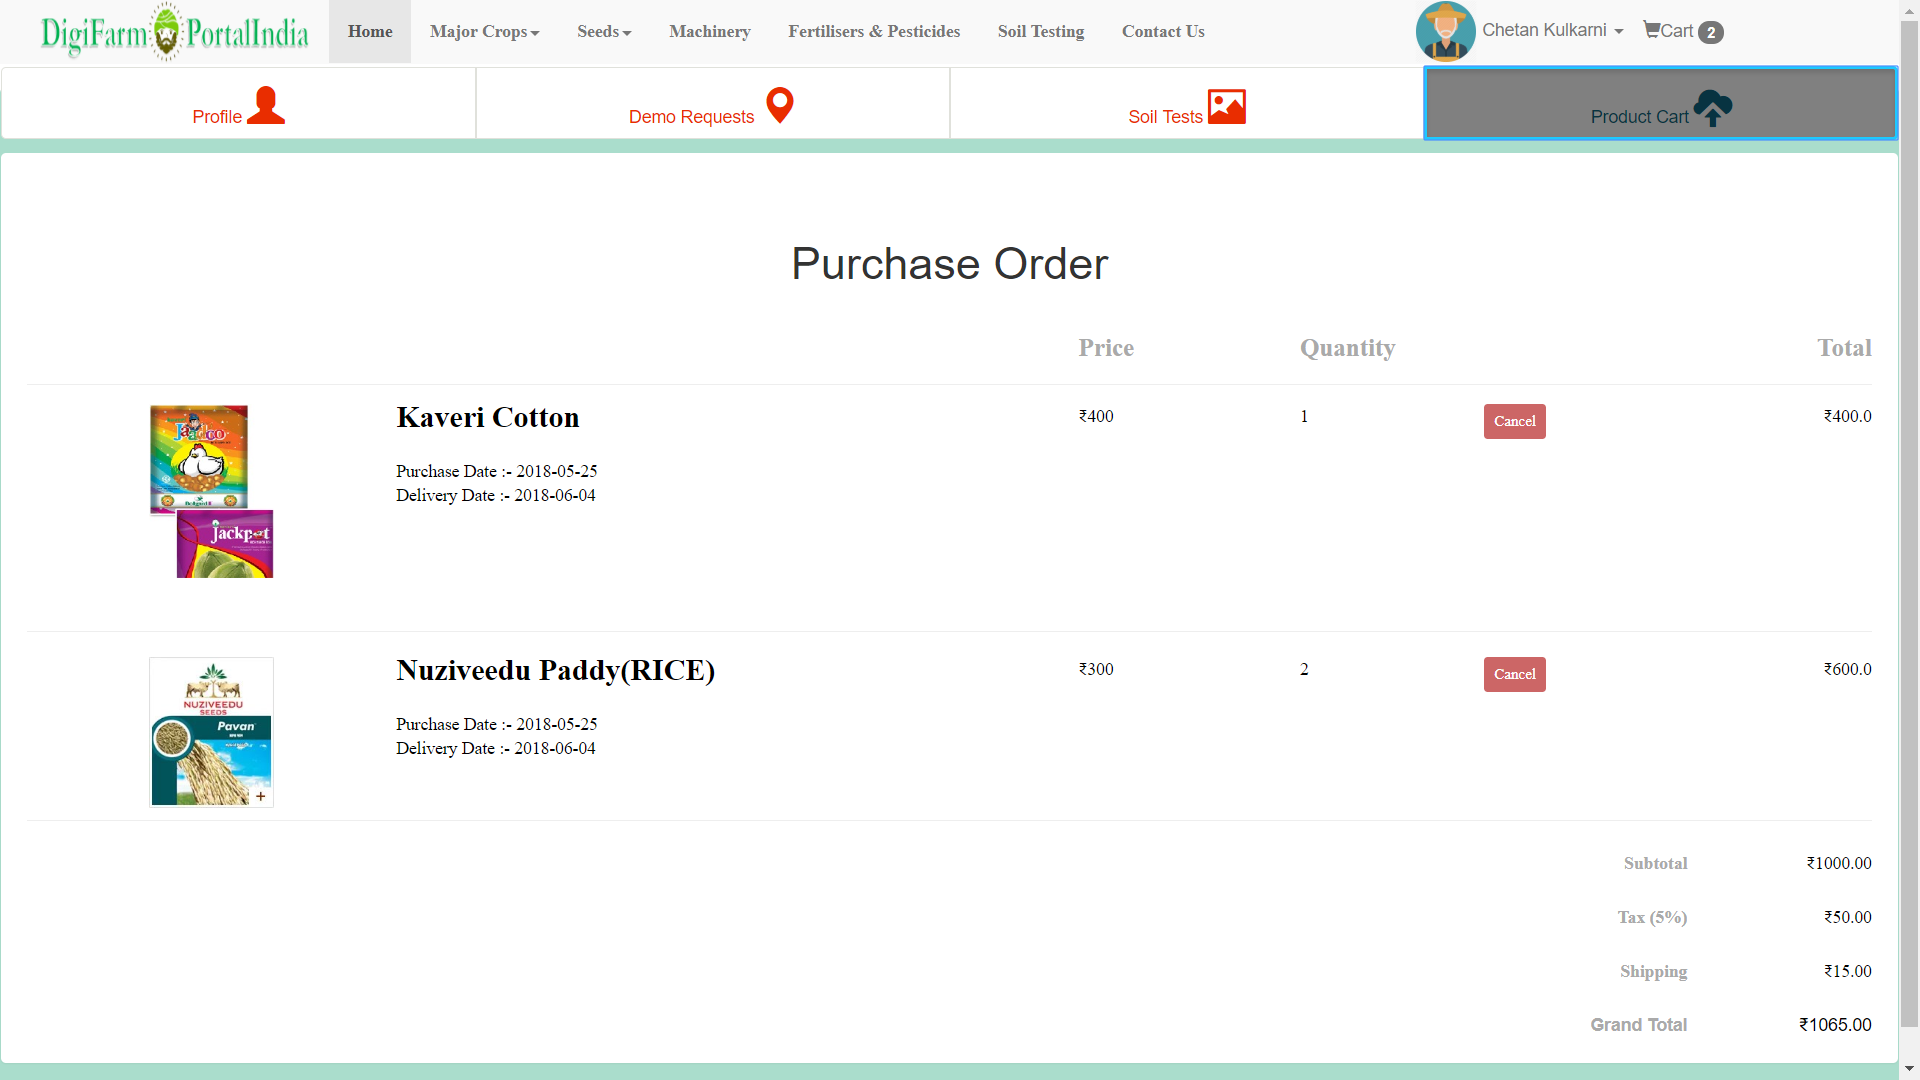 DigiFarm PortalIndia
Home
Major Crops
Seeds
Machinery
Fertilisers & Pesticides
Soil Testing
Contact Us
Chetan Kulkarni
Cart 2
Profile
Demo Requests
Soil Tests
Product Cart
Purchase Order
Price Quantity Total
Kaveri Cotton
₹400 1 Cancel ₹400.0
Purchase Date :- 2018-05-25
Delivery Date :- 2018-06-04
Jaadoo
Jackpot
Nuziveedu Paddy(RICE)
₹300 2 Cancel ₹600.0
Purchase Date :- 2018-05-25
Delivery Date :- 2018-06-04
NUZIVEEDU
SEEDS
Pavan
Subtotal ₹1000.00
Tax (5%) ₹50.00
Shipping ₹15.00
Grand Total ₹1065.00